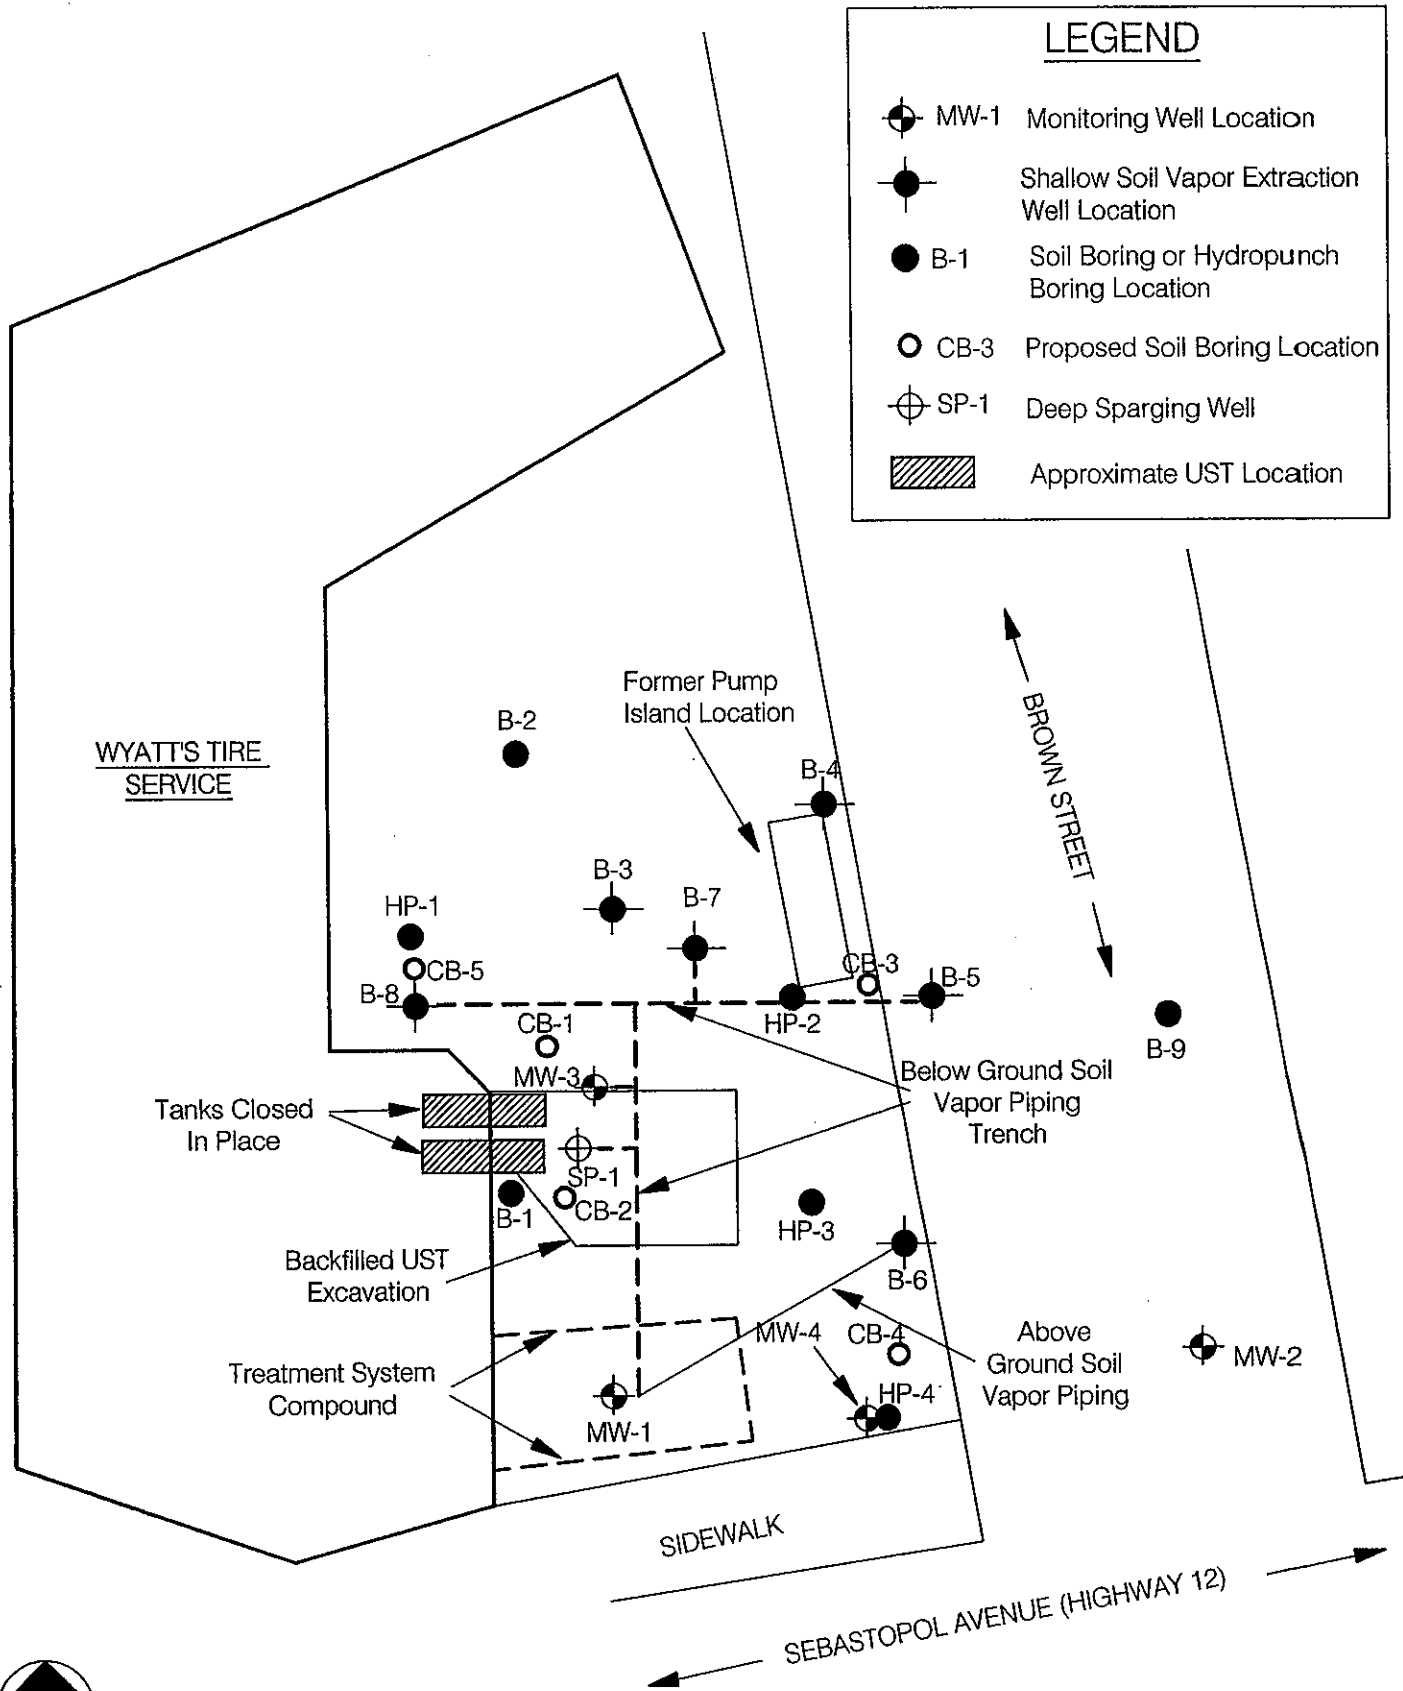 LEGEND
MW-1 Monitoring Well Location
Shallow Soil Vapor Extraction
Well Location
B-1 Soil Boring or Hydropunch
Boring Location
CB-3 Proposed Soil Boring Location
SP-1 Deep Sparging Well
Approximate UST Location
Former Pump
Island Location
BROWN STREET
WYATT'S TIRE
SERVICE
B-2
B-4
B-3
B-7
HP-1
CB-5
CB-3
B-5
B-8
CB-1
HP-2
B-9
MW-3
Below Ground Soil
Vapor Piping
Trench
Tanks Closed
In Place
SP-1
B-1
CB-2
HP-3
Backfilled UST
Excavation
B-6
MW-4
CB-4
Above
Ground Soil
Vapor Piping
MW-2
Treatment System
Compound
HP-4
MW-1
SIDEWALK
SEBASTOPOL AVENUE (HIGHWAY 12)